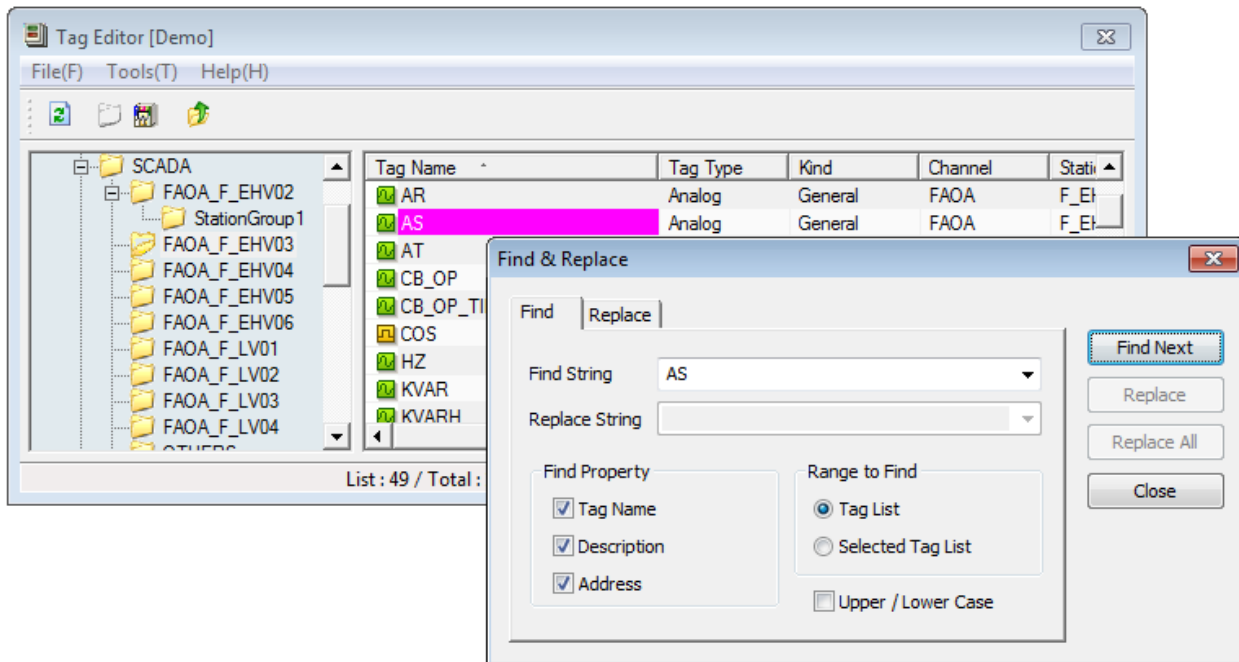 Tag Editor [Demo]
File(F) Tools(T) Help(H)
SCADA
FAOA_F_EHV02
StationGroup1
FAOA_F_EHV03
FAOA_F_EHV04
FAOA_F_EHV05
FAOA_F_EHV06
FAOA_F_LV01
FAOA_F_LV02
FAOA_F_LV03
FAOA_F_LV04
Tag Name Tag Type Kind Channel
AR Analog General FAOA
AS Analog General FAOA
AT
CB_OP
COS
HZ
KVAR
KVARH
List : 49 / Total :
Find & Replace
Find Replace
Find String AS
Replace String
Find Property
Tag Name
Description
Address
Range to Find
Tag List
Selected Tag List
Upper / Lower Case
Find Next
Replace
Replace All
Close